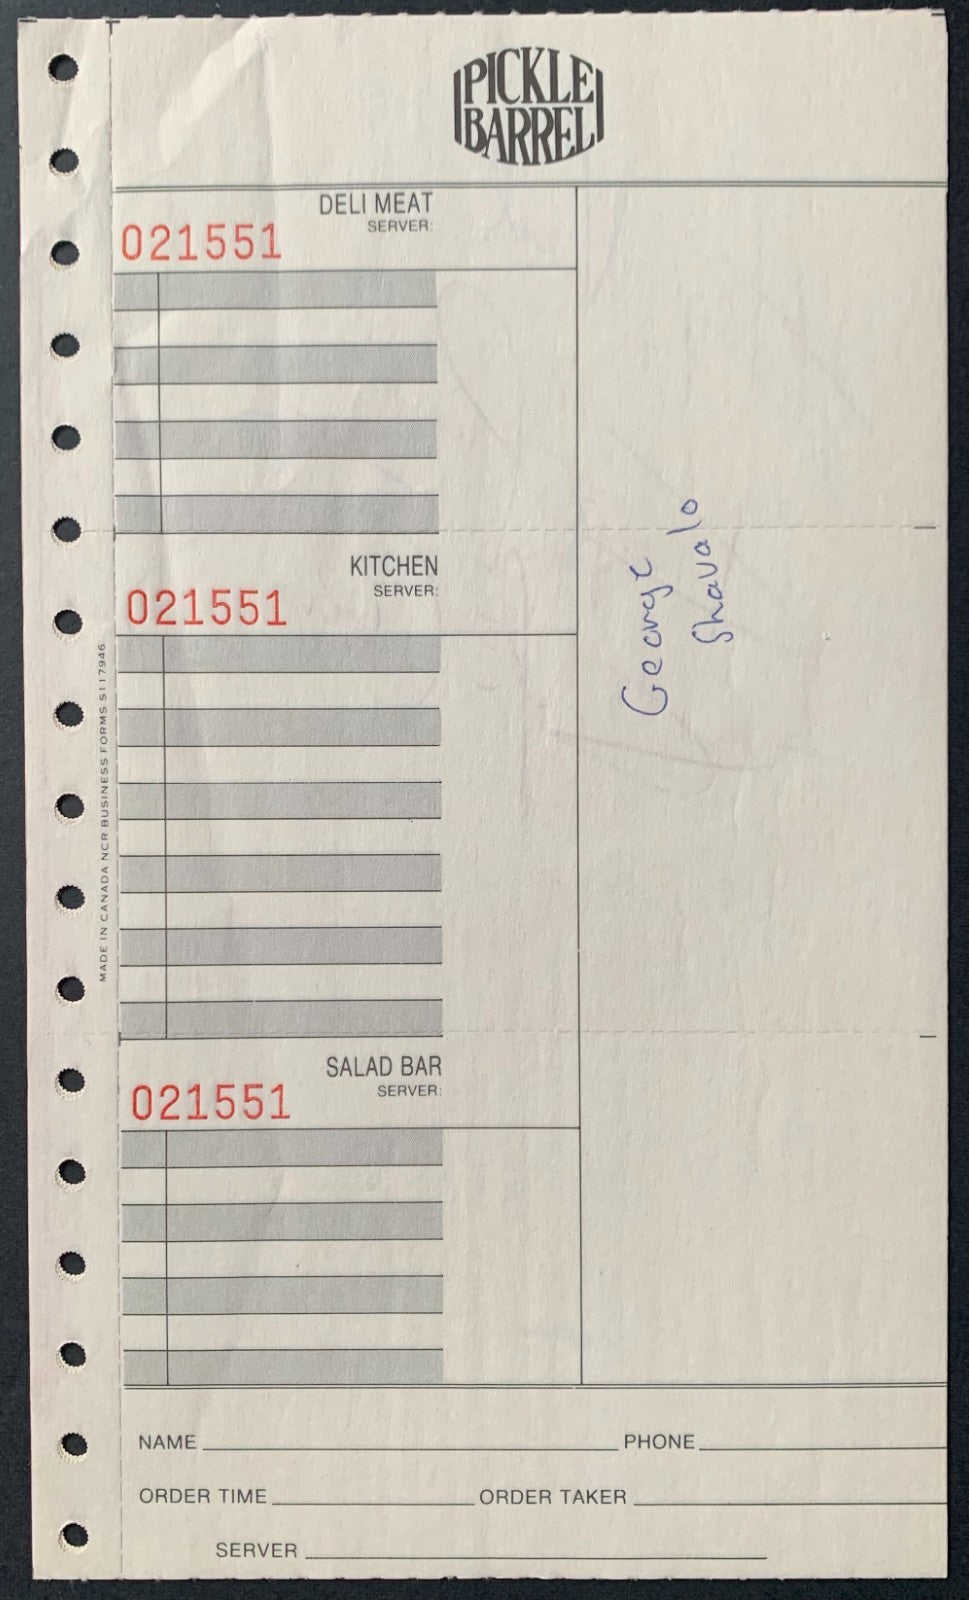 PICKLE
BARREL
DELI MEAT
SERVER:
021551
KITCHEN
SERVER:
021551
George
Shavalo
MADE IN CANADA NCR BUSINESS FORMS 5117946
SALAD BAR
SERVER:
021551
NAME PHONE
ORDER TIME ORDER TAKER
SERVER